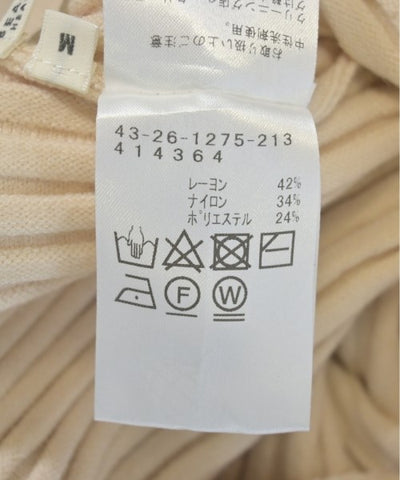 M
お取り扱い上のご注意
中性洗剤使用
43-26-1275-213
414364
レーヨン 42%
ナイロン 34%
ポリエステル 24%
F
W